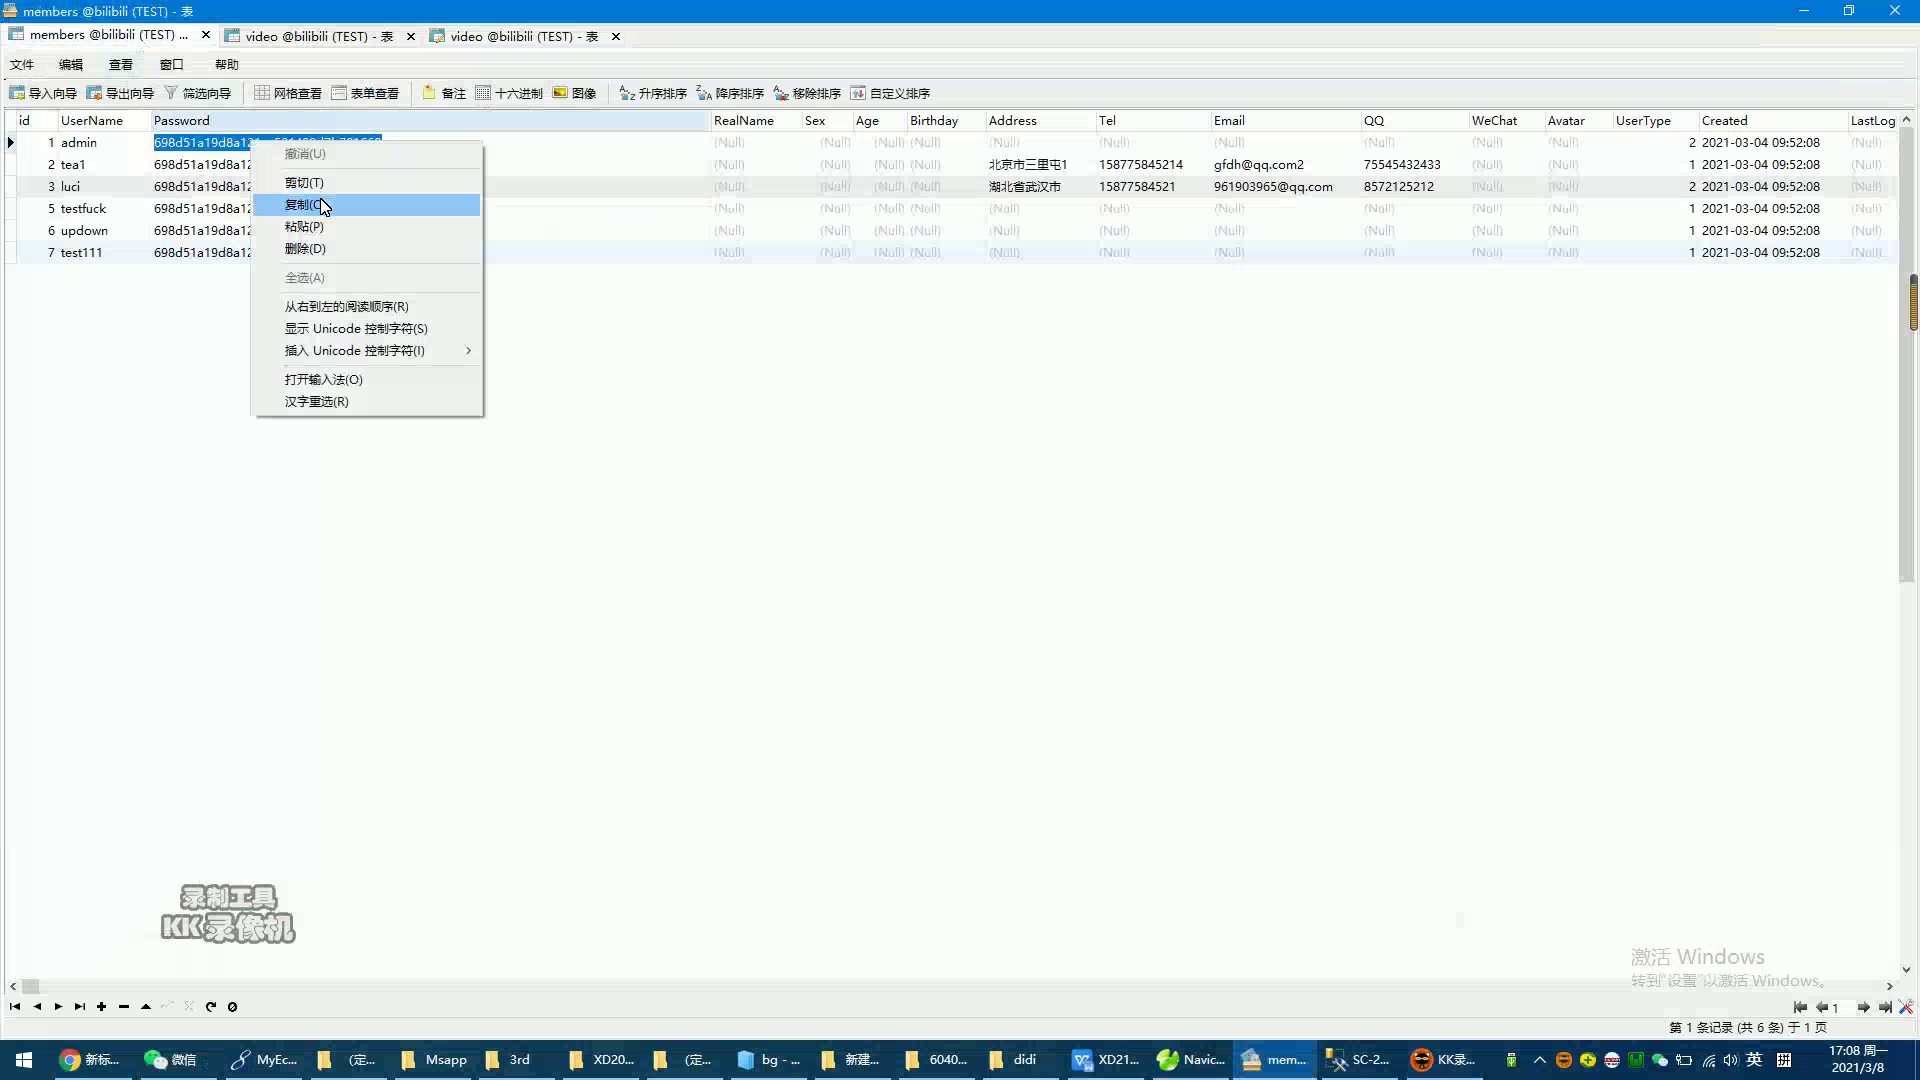 members @bilibili (TEST) - 表
members @bilibili (TEST) ... video @bilibili (TEST) - 表 video @bilibili (TEST) - 表
文件 编辑 查看 窗口 帮助
导入向导 导出向导 筛选向导 网格查看 表单查看 备注 十六进制 图像 升序排序 降序排序 移除排序 自定义排序
id UserName Password RealName Sex Age Birthday Address Tel Email QQ WeChat Avatar UserType Created LastLog
1 admin (Null) (Null) (Null) (Null) (Null) (Null) (Null) (Null) (Null) (Null) 2 2021-03-04 09:52:08 (Null)
2 tea1 698d51a19d8a12 (Null) (Null) (Null) (Null) 北京市三里屯1 158775845214 gfdh@qq.com2 75545432433 (Null) (Null) 1 2021-03-04 09:52:08 (Null)
3 luci 698d51a19d8a12 (Null) (Null) (Null) (Null) 湖北省武汉市 15877584521 961903965@qq.com 8572125212 (Null) (Null) 2 2021-03-04 09:52:08 (Null)
5 testfuck 698d51a19d8a12 (Null) (Null) (Null) (Null) (Null) (Null) (Null) (Null) (Null) (Null) 1 2021-03-04 09:52:08 (Null)
6 updown 698d51a19d8a12 (Null) (Null) (Null) (Null) (Null) (Null) (Null) (Null) (Null) (Null) 1 2021-03-04 09:52:08 (Null)
7 test111 698d51a19d8a12 (Null) (Null) (Null) (Null) (Null) (Null) (Null) (Null) (Null) (Null) 1 2021-03-04 09:52:08 (Null)
撤消(U)
剪切(T)
复制(C
粘贴(P)
删除(D)
全选(A)
从右到左的阅读顺序(R)
显示 Unicode 控制字符(S)
插入 Unicode 控制字符(I)
打开输入法(O)
汉字重选(R)
录制工具
KK录像机
激活 Windows
转到"设置"以激活 Windows。
1
第 1 条记录 (共 6 条) 于 1 页
新标... 微信 MyEc... (定... Msapp 3rd XD20... (定... bg - ... 新建... 6040... didi XD21... Navic... mem... SC-2... KK录... 英 拼 17:08 周一
2021/3/8